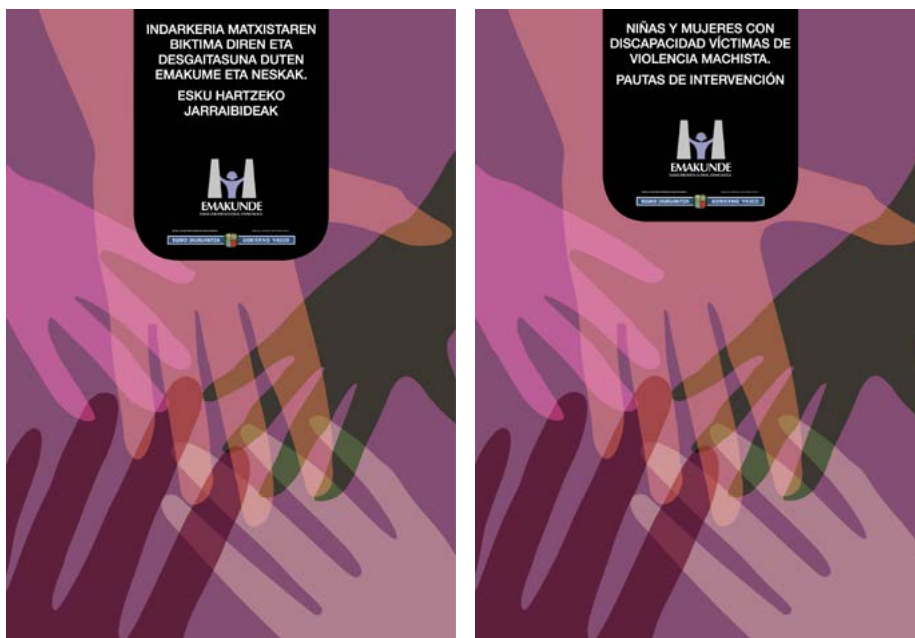 INDARKERIA MATXISTAREN
BIKTIMA DIREN ETA
DESGAITASUNA DUTEN
EMAKUME ETA NESKAK.
ESKU HARTZEKO
JARRAIBIDEAK
EMAKUNDE
EUSKO JAURLARITZA
GOBIERNO VASCO
NIÑAS Y MUJERES CON
DISCAPACIDAD VÍCTIMAS DE
VIOLENCIA MACHISTA.
PAUTAS DE INTERVENCIÓN
EMAKUNDE
EUSKO JAURLARITZA
GOBIERNO VASCO